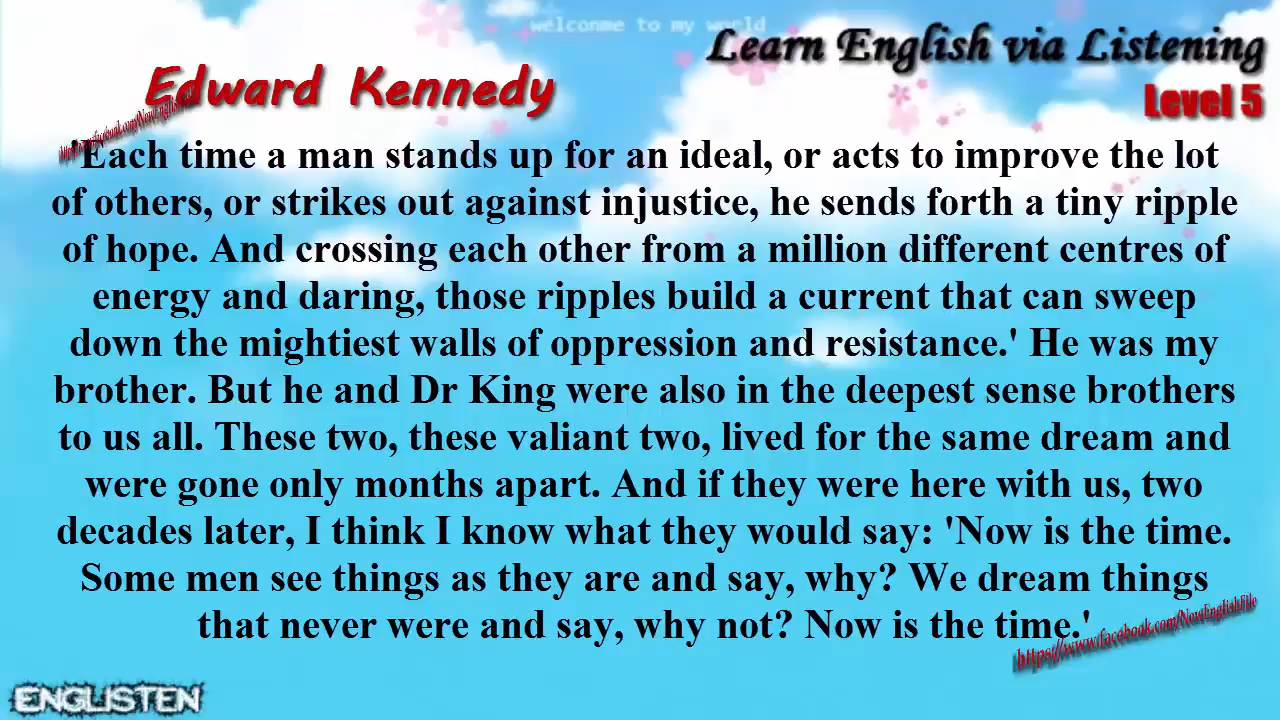 welconme to my world
Learn English via Listening
Level 5
Edward Kennedy
'Each time a man stands up for an ideal, or acts to improve the lot
of others, or strikes out against injustice, he sends forth a tiny ripple
of hope. And crossing each other from a million different centres of
energy and daring, those ripples build a current that can sweep
down the mightiest walls of oppression and resistance.' He was my
brother. But he and Dr King were also in the deepest sense brothers
to us all. These two, these valiant two, lived for the same dream and
were gone only months apart. And if they were here with us, two
decades later, I think I know what they would say: 'Now is the time.
Some men see things as they are and say, why? We dream things
that never were and say, why not? Now is the time.'
https://www.facebook.com/NewEnglishFile
ENGLISTEN